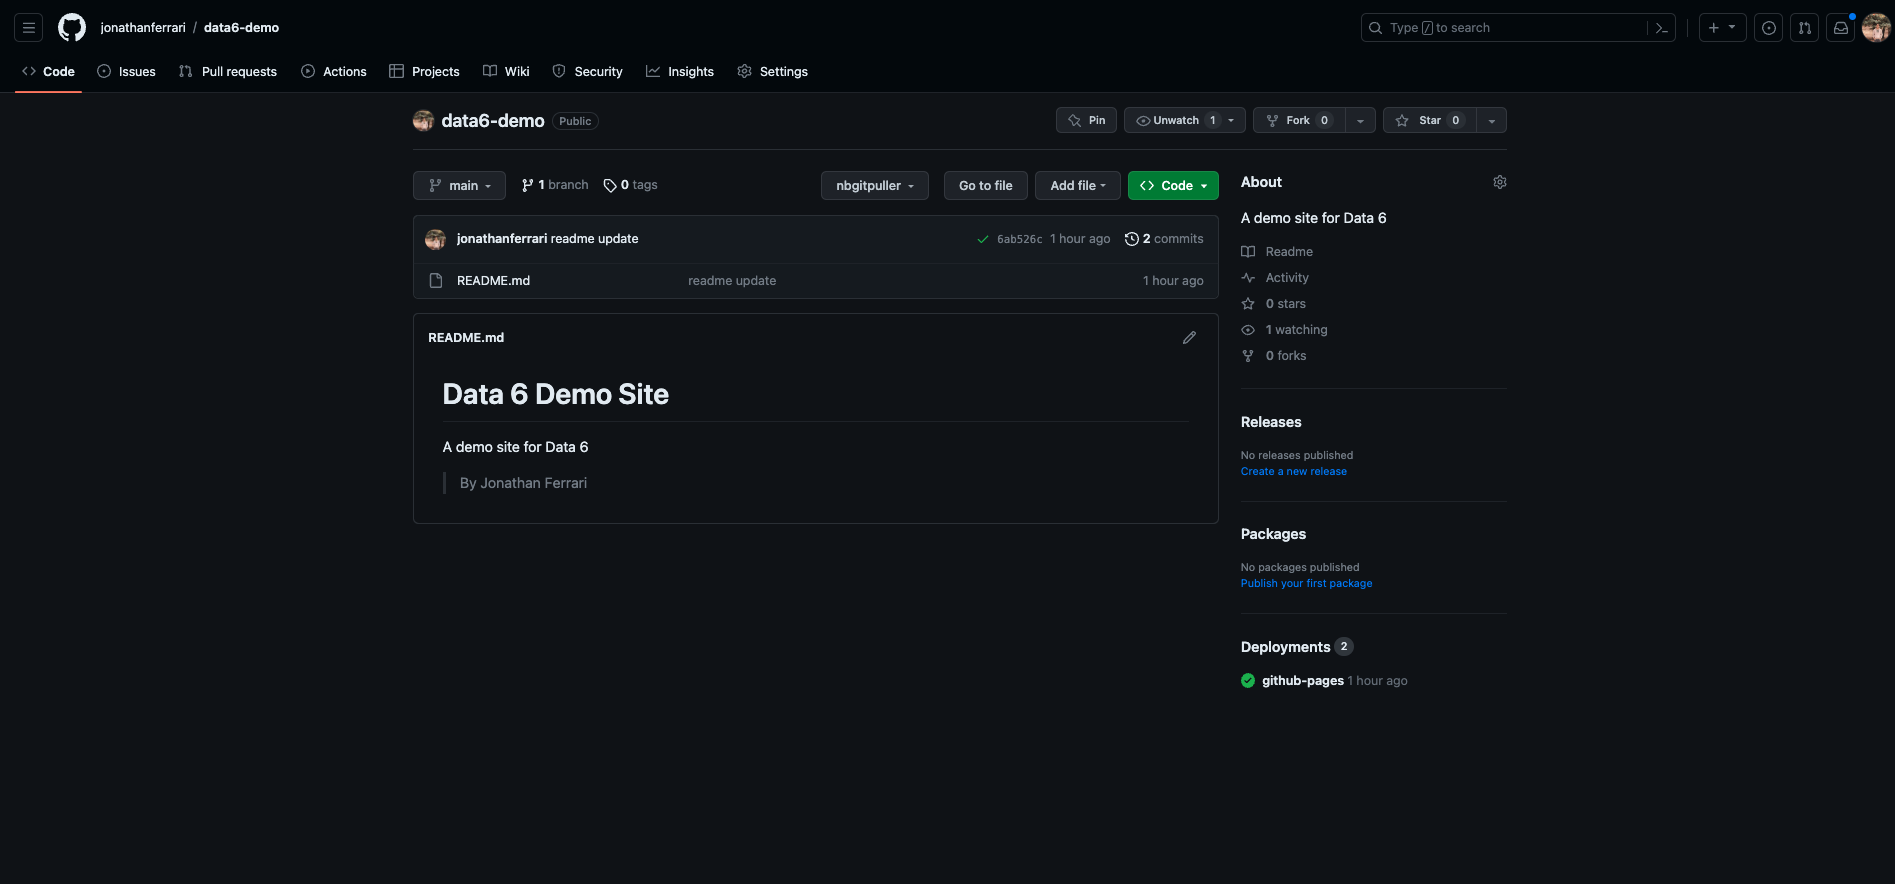 jonathanferrari / data6-demo
Type / to search
Code Issues Pull requests Actions Projects Wiki Security Insights Settings
data6-demo Public
Pin Unwatch 1 Fork 0 Star 0
main 1 branch 0 tags nbgitpuller Go to file Add file Code
jonathanferrari readme update 6ab526c 1 hour ago 2 commits
README.md readme update 1 hour ago
README.md
Data 6 Demo Site
A demo site for Data 6
By Jonathan Ferrari
About
A demo site for Data 6
Readme
Activity
0 stars
1 watching
0 forks
Releases
No releases published
Create a new release
Packages
No packages published
Publish your first package
Deployments 2
github-pages 1 hour ago